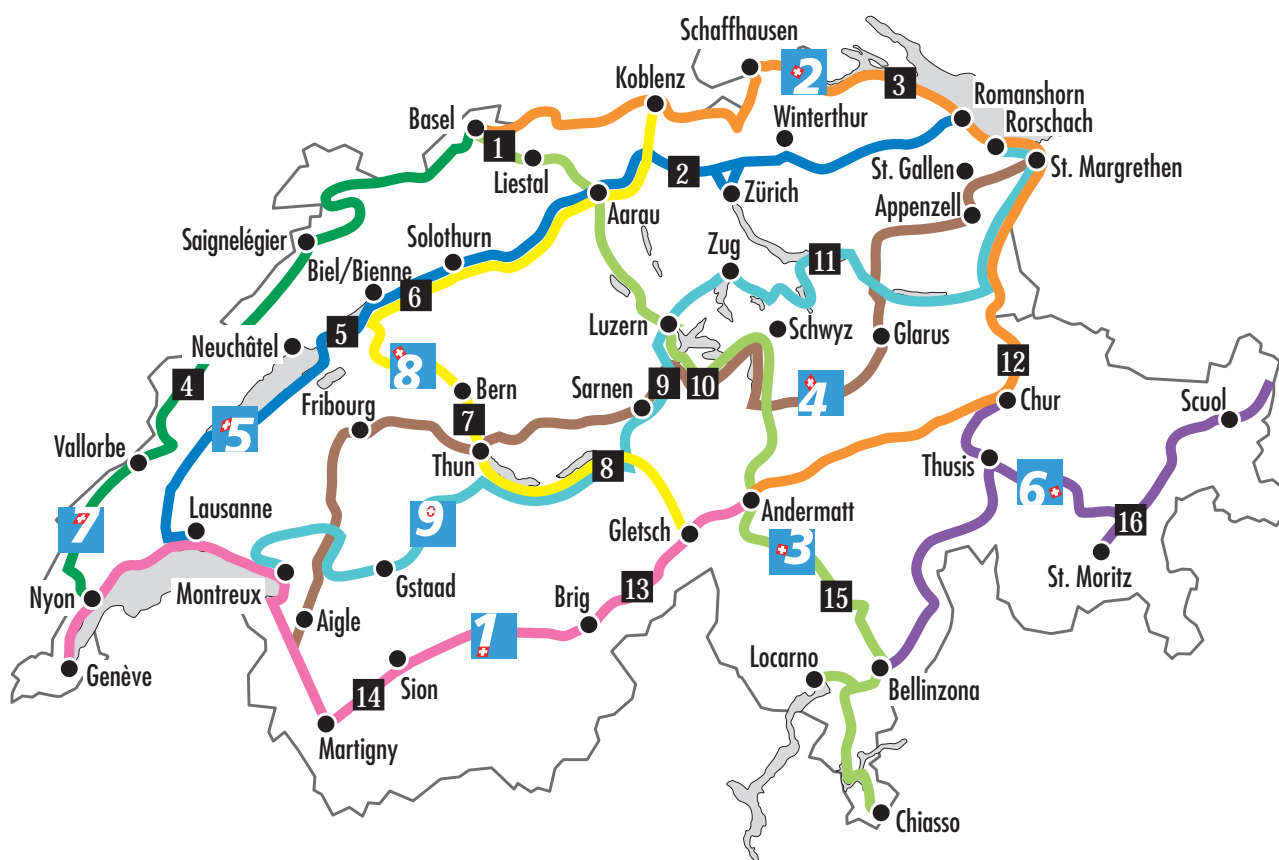 Schaffhausen
2
3
Koblenz
Romanshorn
Basel
Winterthur
Rorschach
1
2
St. Gallen
St. Margrethen
Liestal
Zürich
Aarau
Appenzell
Saignelégier
Solothurn
Zug
11
Biel/Bienne
6
5
Luzern
Schwyz
Glarus
Neuchâtel
8
12
4
Bern
Sarnen
9
10
4
Chur
Scuol
Fribourg
5
7
Vallorbe
Thun
8
Thusis
6
Lausanne
9
Andermatt
16
7
Gletsch
3
St. Moritz
Nyon
Montreux
Gstaad
13
Brig
15
Aigle
1
Genève
Locarno
Bellinzona
14
Sion
Martigny
Chiasso